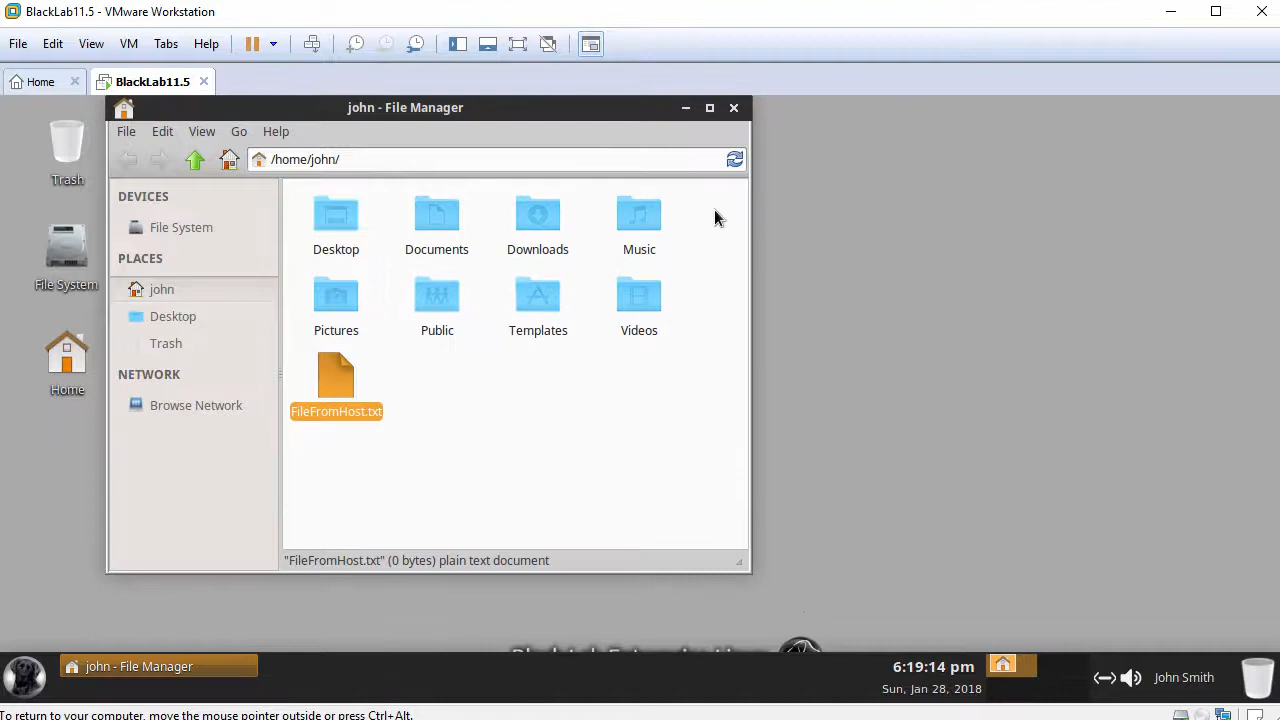 BlackLab11.5 - VMware Workstation
File Edit View VM Tabs Help
Home BlackLab11.5
john - File Manager
File Edit View Go Help
/home/john/
Trash
File System
Home
DEVICES
File System
PLACES
john
Desktop
Trash
NETWORK
Browse Network
Desktop Documents Downloads Music
Pictures Public Templates Videos
FileFromHost.txt
"FileFromHost.txt" (0 bytes) plain text document
john - File Manager
6:19:14 pm
Sun, Jan 28, 2018
John Smith
To return to your computer, move the mouse pointer outside or press Ctrl+Alt.